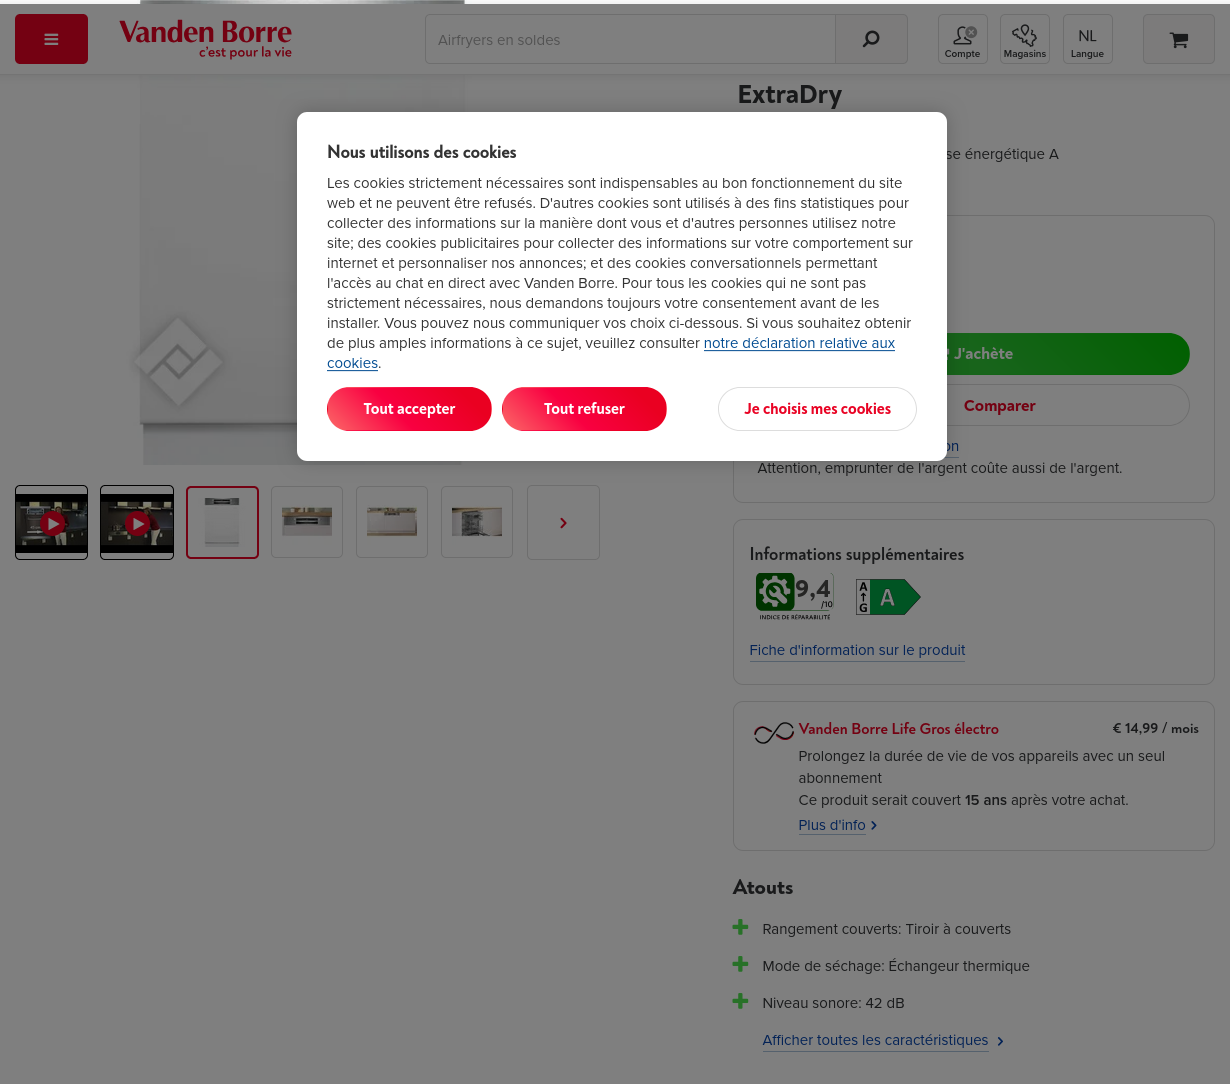 Vanden Borre
c'est pour la vie
Airfryers en soldes
Compte
Magasins
NL
Langue
ExtraDry
se énergétique A
Nous utilisons des cookies
Les cookies strictement nécessaires sont indispensables au bon fonctionnement du site
web et ne peuvent être refusés. D'autres cookies sont utilisés à des fins statistiques pour
collecter des informations sur la manière dont vous et d'autres personnes utilisez notre
site; des cookies publicitaires pour collecter des informations sur votre comportement sur
internet et personnaliser nos annonces; et des cookies conversationnels permettant
l'accès au chat en direct avec Vanden Borre. Pour tous les cookies qui ne sont pas
strictement nécessaires, nous demandons toujours votre consentement avant de les
installer. Vous pouvez nous communiquer vos choix ci-dessous. Si vous souhaitez obtenir
de plus amples informations à ce sujet, veuillez consulter notre déclaration relative aux
cookies.
Tout accepter
Tout refuser
Je choisis mes cookies
J'achète
Comparer
on
Attention, emprunter de l'argent coûte aussi de l'argent.
Informations supplémentaires
9,4
/10
INDICE DE RÉPARABILITÉ
A
G
A
Fiche d'information sur le produit
Vanden Borre Life Gros électro
€ 14,99 / mois
Prolongez la durée de vie de vos appareils avec un seul
abonnement
Ce produit serait couvert 15 ans après votre achat.
Plus d'info
Atouts
Rangement couverts: Tiroir à couverts
Mode de séchage: Échangeur thermique
Niveau sonore: 42 dB
Afficher toutes les caractéristiques